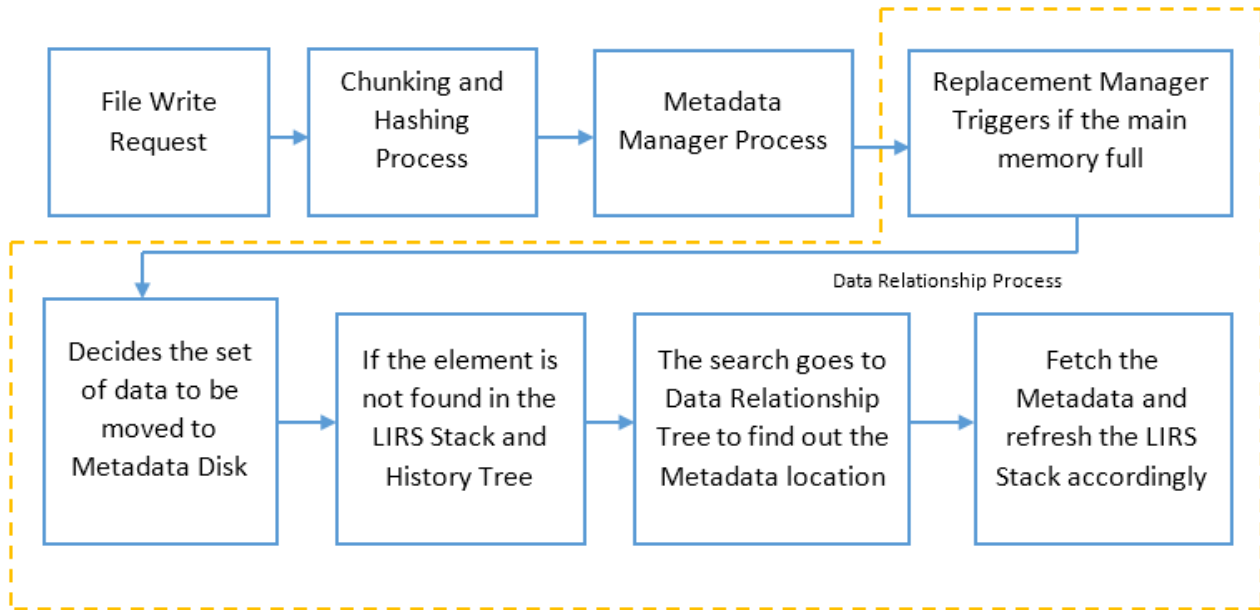 File Write
Request
Chunking and
Hashing
Process
Metadata
Manager Process
Replacement Manager
Triggers if the main
memory full
Data Relationship Process
Decides the set
of data to be
moved to
Metadata Disk
If the element is
not found in the
LIRS Stack and
History Tree
The search goes to
Data Relationship
Tree to find out the
Metadata location
Fetch the
Metadata and
refresh the LIRS
Stack accordingly